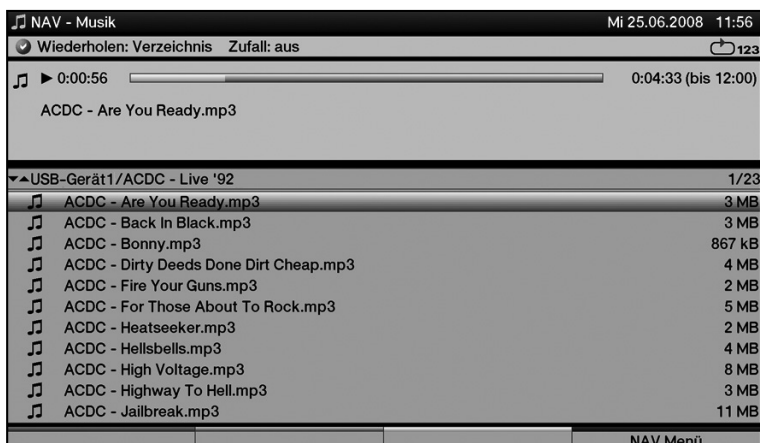 NAV - Musik Mi 25.06.2008 11:56
Wiederholen: Verzeichnis Zufall: aus 123
0:00:56 0:04:33 (bis 12:00)
ACDC - Are You Ready.mp3
USB-Gerät1/ACDC - Live '92 1/23
ACDC - Are You Ready.mp3 3 MB
ACDC - Back In Black.mp3 3 MB
ACDC - Bonny.mp3 867 kB
ACDC - Dirty Deeds Done Dirt Cheap.mp3 4 MB
ACDC - Fire Your Guns.mp3 2 MB
ACDC - For Those About To Rock.mp3 5 MB
ACDC - Heatseeker.mp3 2 MB
ACDC - Hellsbells.mp3 4 MB
ACDC - High Voltage.mp3 8 MB
ACDC - Highway To Hell.mp3 3 MB
ACDC - Jailbreak.mp3 11 MB
NAV Menü